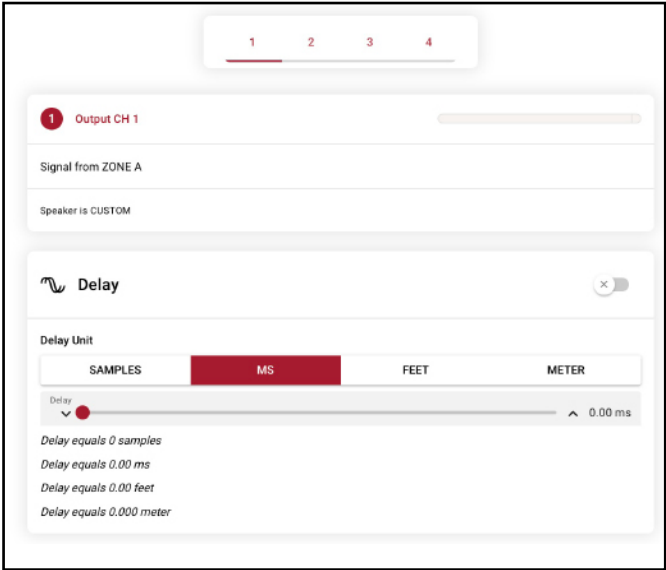 1 2 3 4
1 Output CH 1
Signal from ZONE A
Speaker is CUSTOM
Delay
Delay Unit
SAMPLES MS FEET METER
Delay
0.00 ms
Delay equals 0 samples
Delay equals 0.00 ms
Delay equals 0.00 feet
Delay equals 0.000 meter